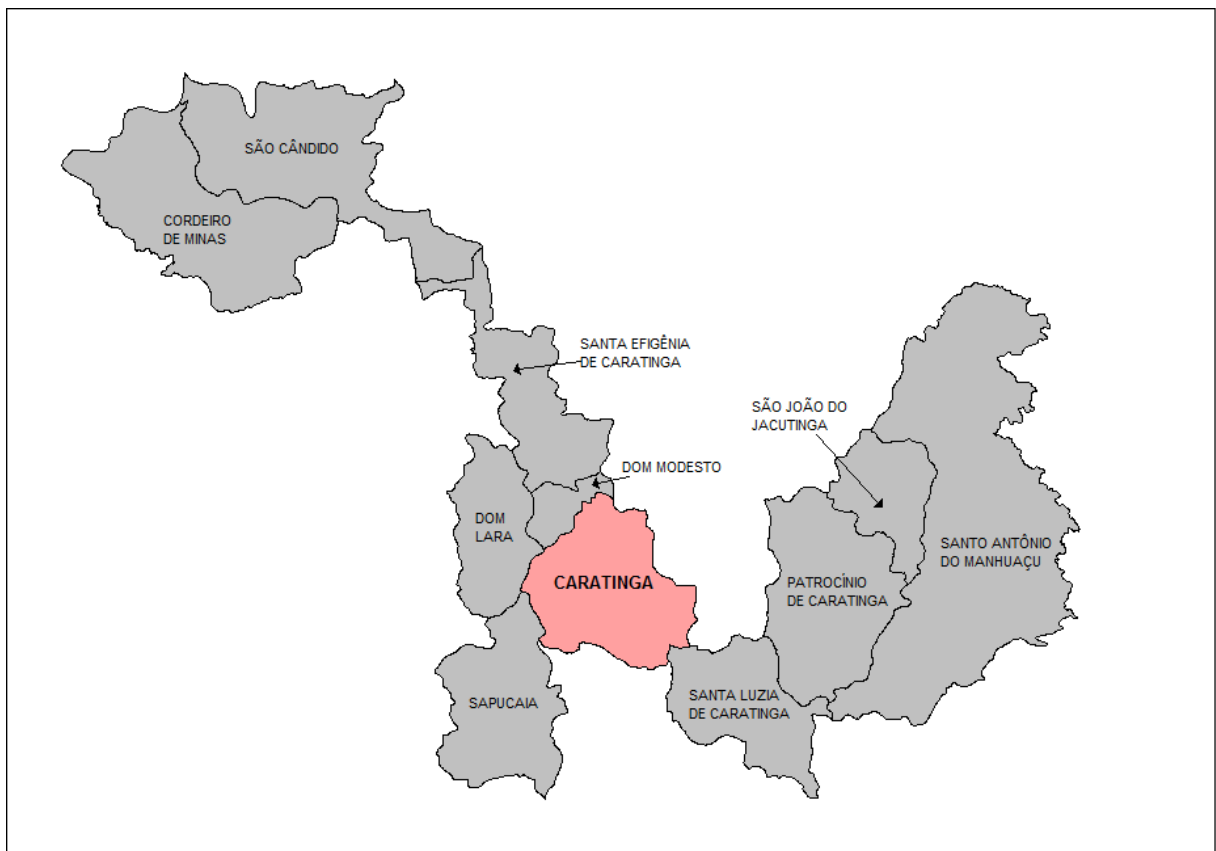 SÃO CÂNDIDO
CORDEIRO
DE MINAS
SANTA EFIGÊNIA
DE CARATINGA
SÃO JOÃO DO
JACUTINGA
DOM MODESTO
DOM
LARA
SANTO ANTÔNIO
DO MANHUAÇU
CARATINGA
PATROCÍNIO
DE CARATINGA
SAPUCAIA
SANTA LUZIA
DE CARATINGA